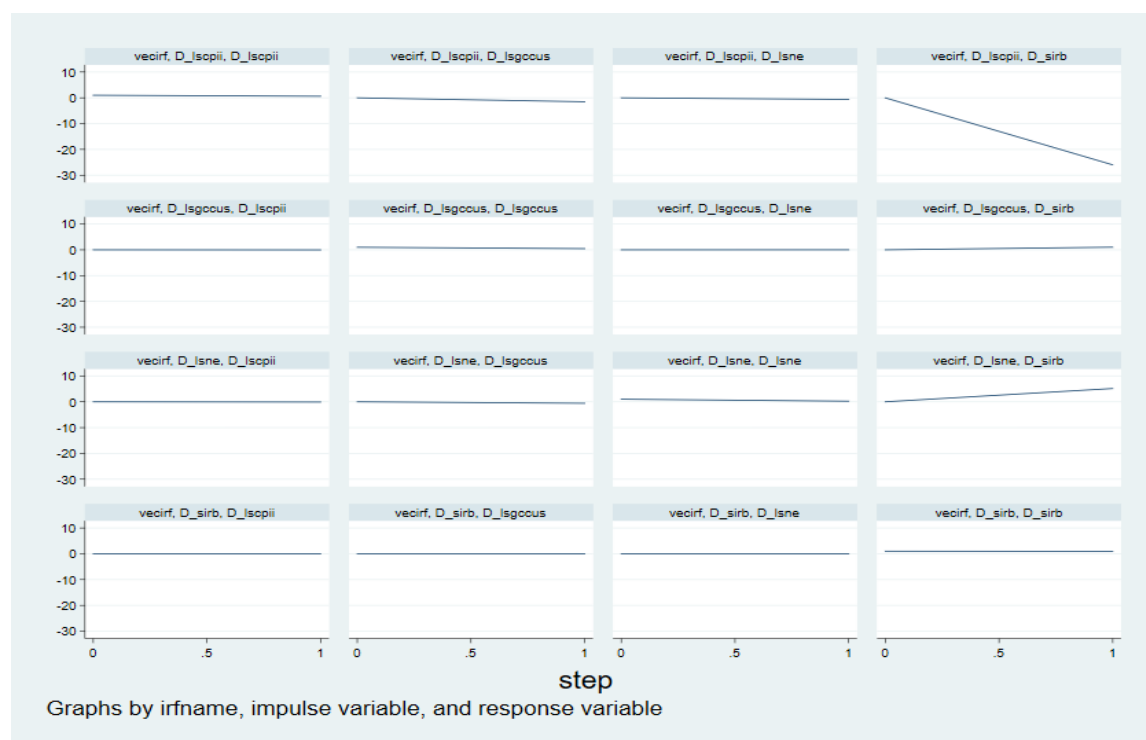 vecirf, D_lscpii, D_lscpii
vecirf, D_lscpii, D_lsgccus
vecirf, D_lscpii, D_lsne
vecirf, D_lscpii, D_sirb
10
0
-10
-20
-30
vecirf, D_lsgccus, D_lscpii
vecirf, D_lsgccus, D_lsgccus
vecirf, D_lsgccus, D_lsne
vecirf, D_lsgccus, D_sirb
10
0
-10
-20
-30
vecirf, D_lsne, D_lscpii
vecirf, D_lsne, D_lsgccus
vecirf, D_lsne, D_lsne
vecirf, D_lsne, D_sirb
10
0
-10
-20
-30
vecirf, D_sirb, D_lscpii
vecirf, D_sirb, D_lsgccus
vecirf, D_sirb, D_lsne
vecirf, D_sirb, D_sirb
10
0
-10
-20
-30
0 .5 1
0 .5 1
0 .5 1
0 .5 1
step
Graphs by irfname, impulse variable, and response variable